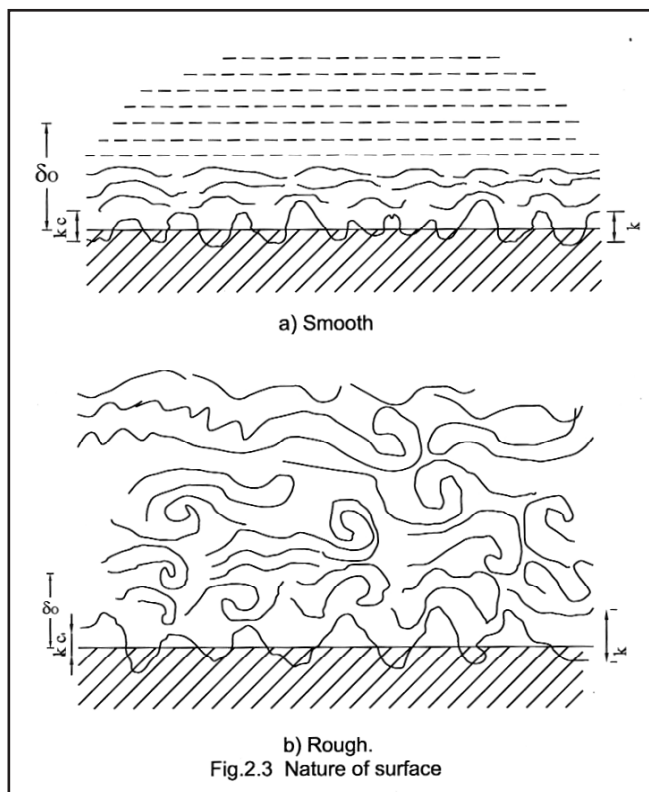 δo
k c
k
a) Smooth
δo
k c
k
b) Rough.
Fig.2.3 Nature of surface